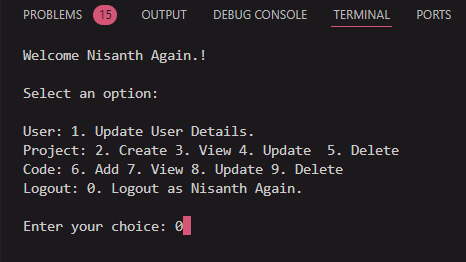 PROBLEMS 15 OUTPUT DEBUG CONSOLE TERMINAL PORTS
Welcome Nisanth Again.!
Select an option:
User: 1. Update User Details.
Project: 2. Create 3. View 4. Update  5. Delete
Code: 6. Add 7. View 8. Update 9. Delete
Logout: 0. Logout as Nisanth Again.
Enter your choice: 0